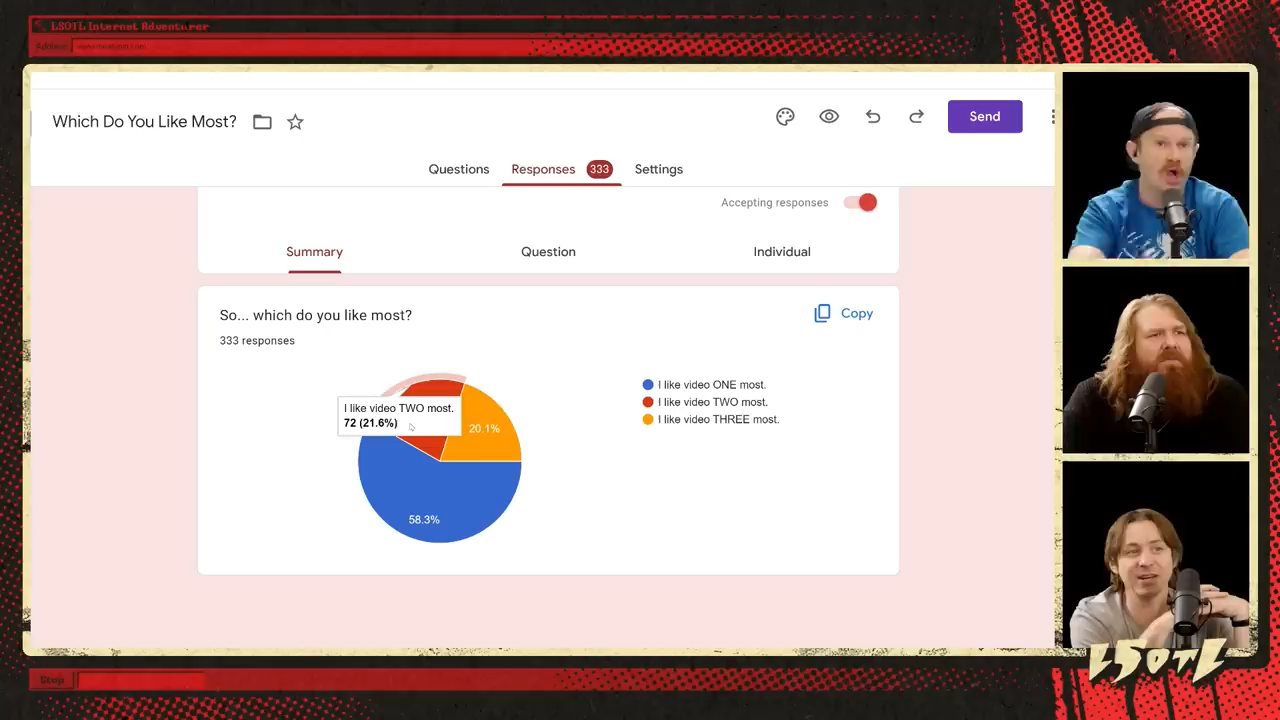 LSOTL Internet Adventurer
Address
Which Do You Like Most?
Send
Questions
Responses
333
Settings
Accepting responses
Summary
Question
Individual
So... which do you like most?
Copy
333 responses
I like video TWO most.
72 (21.6%)
20.1%
58.3%
I like video ONE most.
I like video TWO most.
I like video THREE most.
LSOTL
Stop